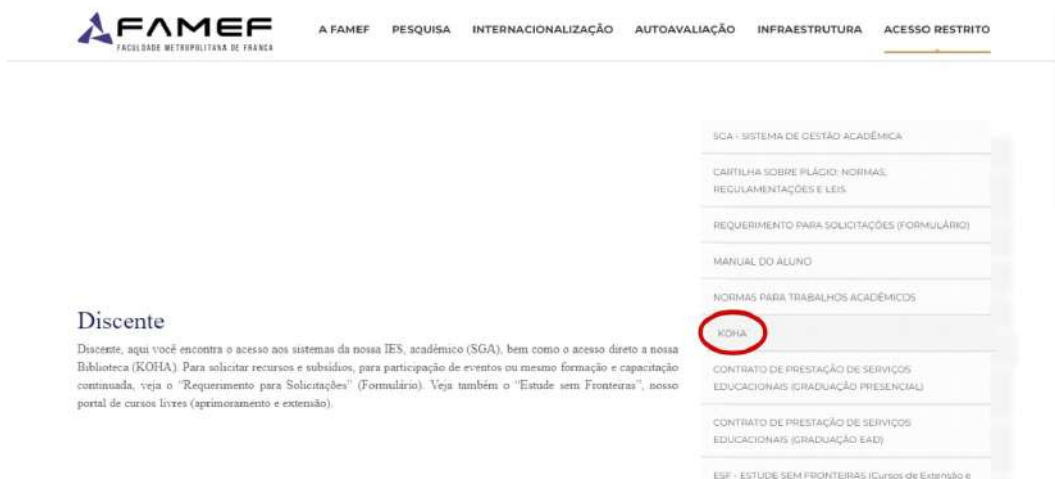 FAMEF
FACULDADE METROPOLITANA DE FRANCA
A FAMEF PESQUISA INTERNACIONALIZAÇÃO AUTOAVALIAÇÃO INFRAESTRUTURA ACESSO RESTRITO
SGA - SISTEMA DE GESTÃO ACADÊMICA
CARTILHA SOBRE PLÁGIO: NORMAS,
REGULAMENTAÇÕES E LEIS
REQUERIMENTO PARA SOLICITAÇÕES (FORMULÁRIO)
MANUAL DO ALUNO
NORMAS PARA TRABALHOS ACADÊMICOS
KOHA
CONTRATO DE PRESTAÇÃO DE SERVIÇOS
EDUCACIONAIS (GRADUAÇÃO PRESENCIAL)
CONTRATO DE PRESTAÇÃO DE SERVIÇOS
EDUCACIONAIS (GRADUAÇÃO EAD)
ESF - ESTUDE SEM FRONTEIRAS (Cursos de Extensão e
Discente
Discente, aqui você encontra o acesso aos sistemas da nossa IES, acadêmico (SGA), bem como o acesso direto a nossa
Biblioteca (KOHA). Para solicitar recursos e subsídios, para participação de eventos ou mesmo formação e capacitação
continuada, veja o “Requerimento para Solicitações” (Formulário). Veja também o “Estude sem Fronteiras”, nosso
portal de cursos livres (aprimoramento e extensão).